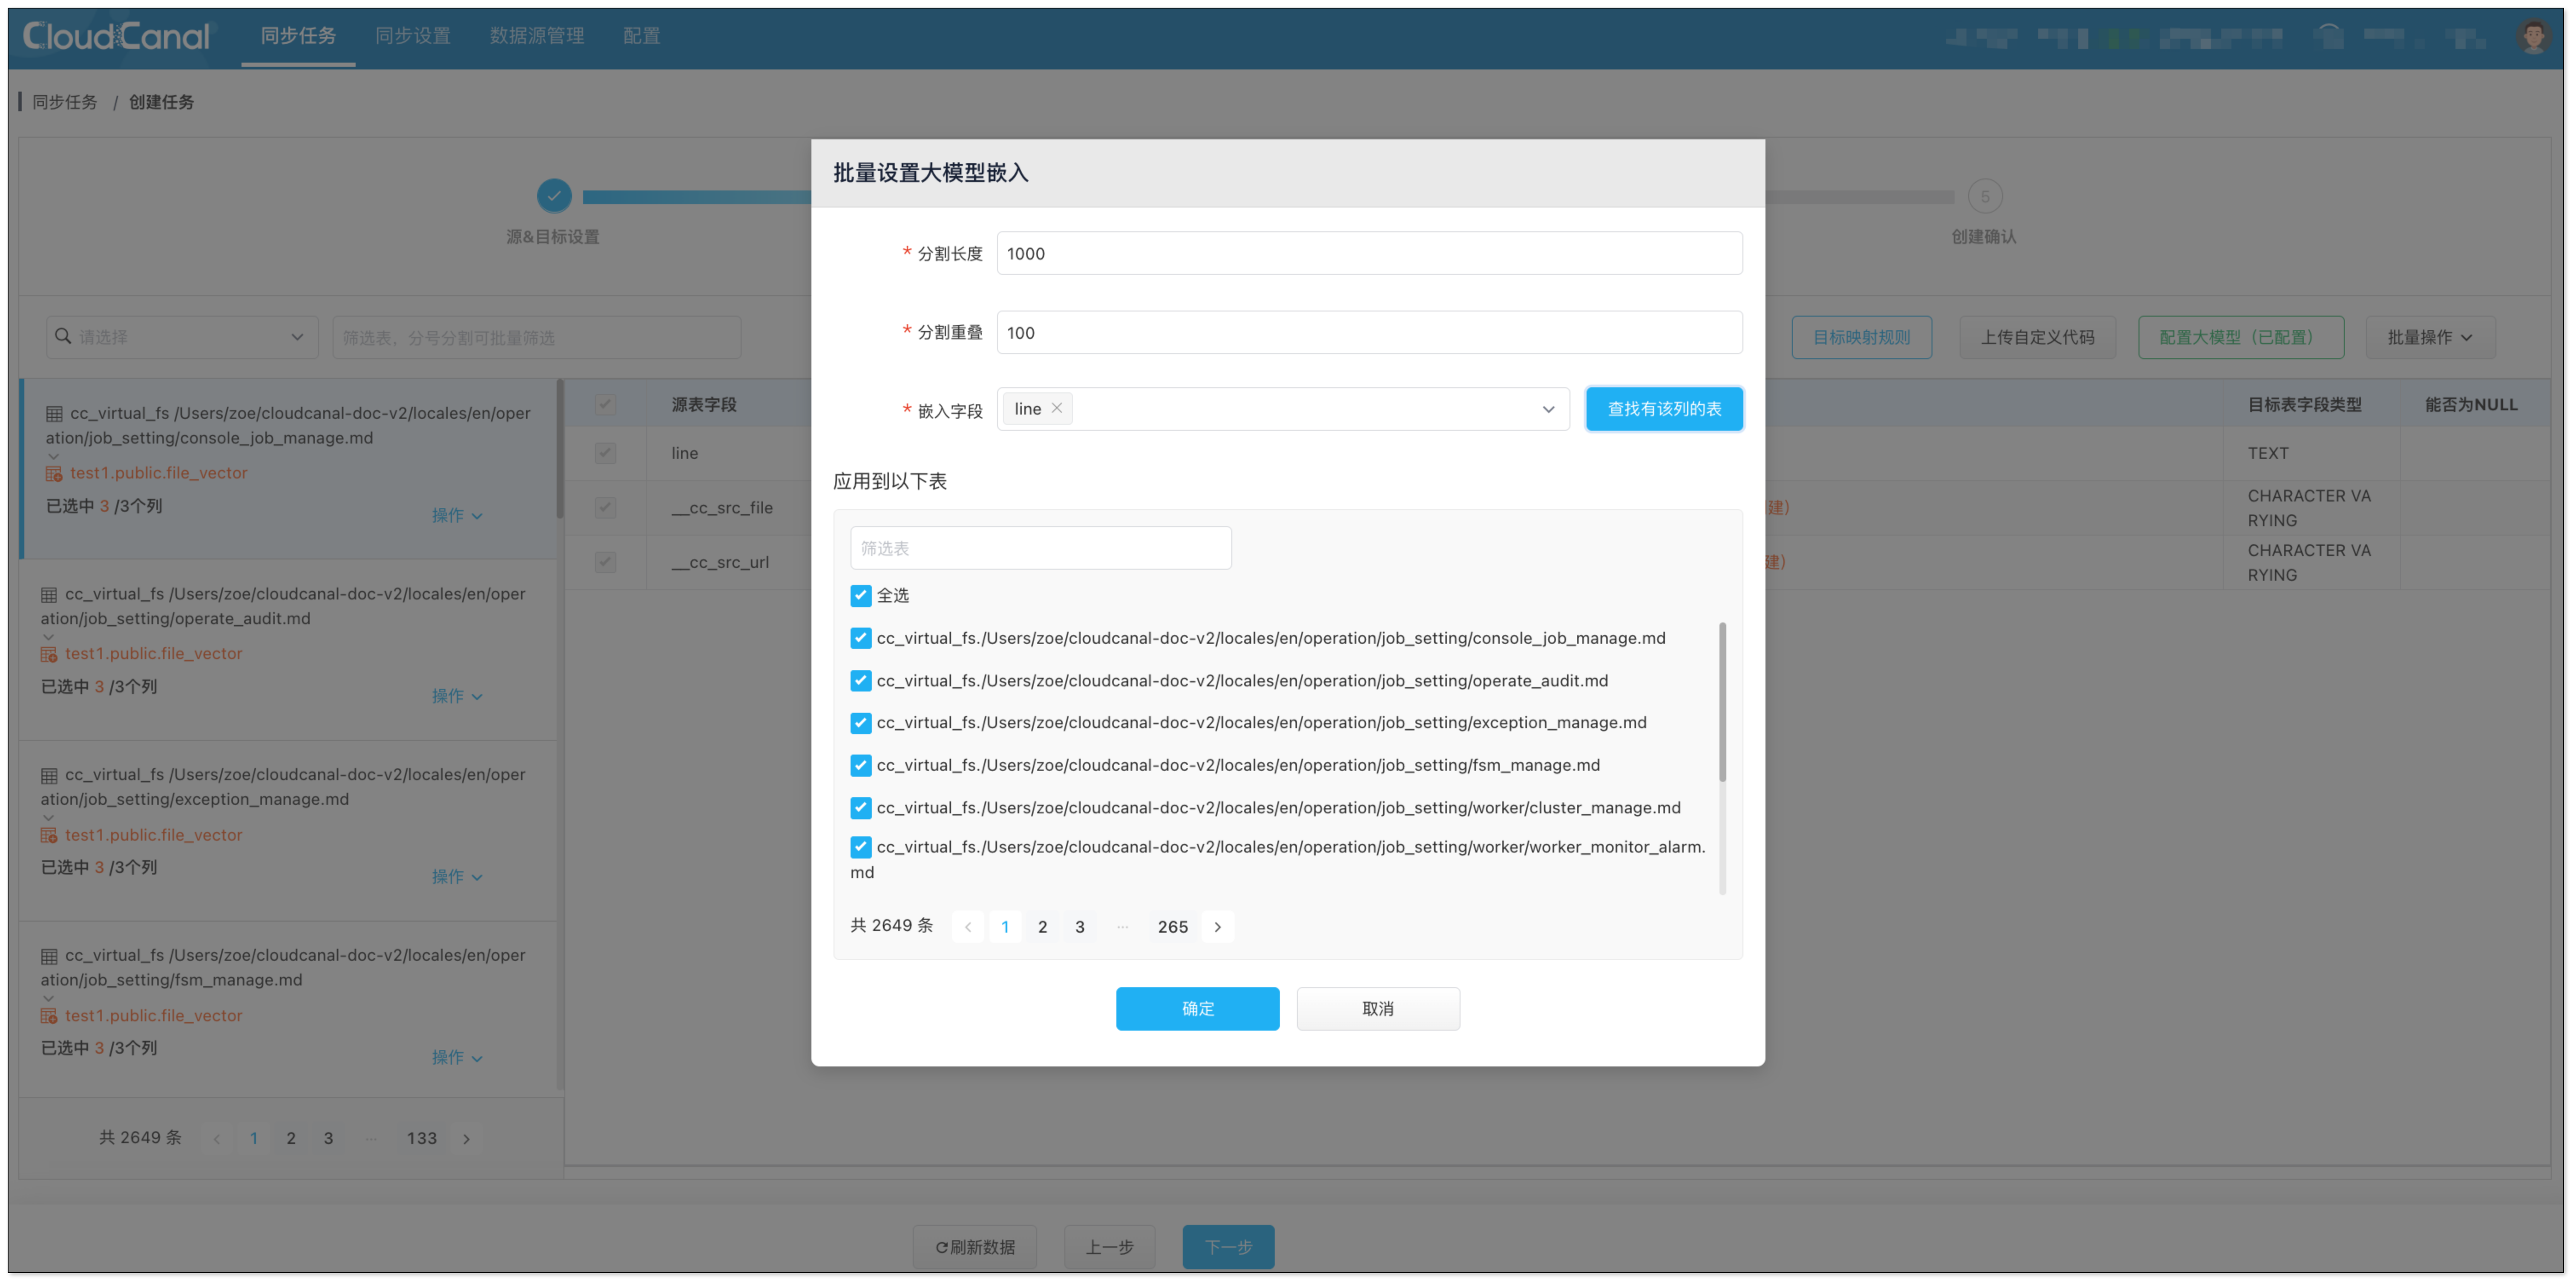 CloudCanal 同步任务 同步设置 数据源管理 配置
同步任务 / 创建任务
批量设置大模型嵌入
源&目标设置
5
创建确认
* 分割长度 1000
* 分割重叠 100
* 嵌入字段 line 查找有该列的表
请选择 筛选表，分号分割可批量筛选
目标映射规则 上传自定义代码 配置大模型（已配置） 批量操作
cc_virtual_fs /Users/zoe/cloudcanal-doc-v2/locales/en/oper
ation/job_setting/console_job_manage.md
test1.public.file_vector
已选中 3 /3个列
操作
cc_virtual_fs /Users/zoe/cloudcanal-doc-v2/locales/en/oper
ation/job_setting/operate_audit.md
test1.public.file_vector
已选中 3 /3个列
操作
cc_virtual_fs /Users/zoe/cloudcanal-doc-v2/locales/en/oper
ation/job_setting/exception_manage.md
test1.public.file_vector
已选中 3 /3个列
操作
cc_virtual_fs /Users/zoe/cloudcanal-doc-v2/locales/en/oper
ation/job_setting/fsm_manage.md
test1.public.file_vector
已选中 3 /3个列
操作
共 2649 条 < 1 2 3 ··· 133 >
源表字段
line
__cc_src_file
__cc_src_url
应用到以下表
筛选表
全选
cc_virtual_fs./Users/zoe/cloudcanal-doc-v2/locales/en/operation/job_setting/console_job_manage.md
cc_virtual_fs./Users/zoe/cloudcanal-doc-v2/locales/en/operation/job_setting/operate_audit.md
cc_virtual_fs./Users/zoe/cloudcanal-doc-v2/locales/en/operation/job_setting/exception_manage.md
cc_virtual_fs./Users/zoe/cloudcanal-doc-v2/locales/en/operation/job_setting/fsm_manage.md
cc_virtual_fs./Users/zoe/cloudcanal-doc-v2/locales/en/operation/job_setting/worker/cluster_manage.md
cc_virtual_fs./Users/zoe/cloudcanal-doc-v2/locales/en/operation/job_setting/worker/worker_monitor_alarm.
md
共 2649 条 < 1 2 3 ··· 265 >
确定 取消
目标表字段类型 能否为NULL
TEXT
建） CHARACTER VA
RYING
建） CHARACTER VA
RYING
刷新数据 上一步 下一步